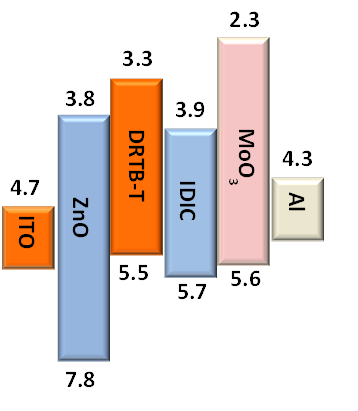 2.3
3.3
3.8
3.9
4.3
4.7
ITO
ZnO
DRTB-T
IDIC
MoO₃
Al
5.5
5.7
5.6
7.8